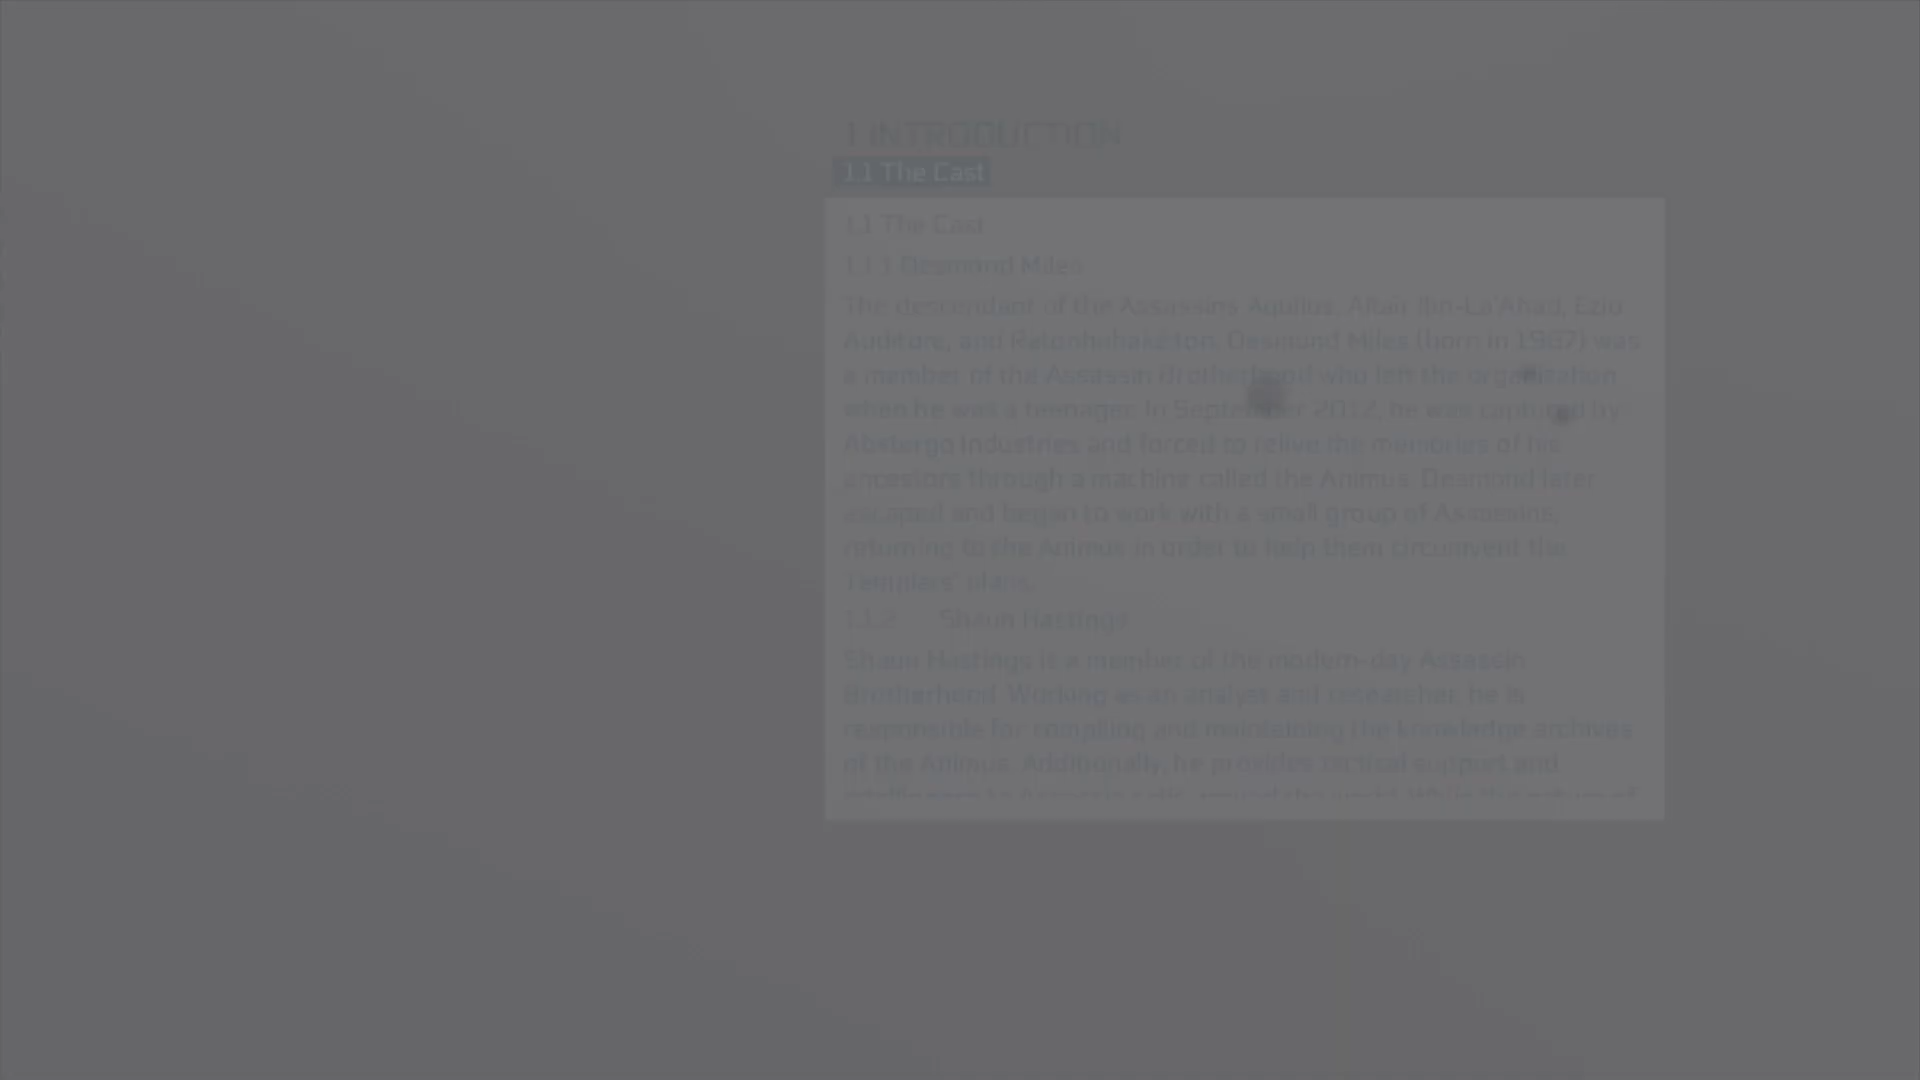 1 INTRODUCTION
1.1 The Cast
1.1 The Cast
1.1.1 Desmond Miles
The descendant of the Assassins Aquilus, Altaïr Ibn-La'Ahad, Ezio
Auditore, and Ratonhnhaké:ton, Desmond Miles (born in 1987) was
a member of the Assassin Brotherhood who left the organization
when he was a teenager. In September 2012, he was captured by
Abstergo Industries and forced to relive the memories of his
ancestors through a machine called the Animus. Desmond later
escaped and began to work with a small group of Assassins,
returning to the Animus in order to help them circumvent the
Templars' plans.
1.1.2 Shaun Hastings
Shaun Hastings is a member of the modern-day Assassin
Brotherhood. Working as an analyst and researcher, he is
responsible for compiling and maintaining the knowledge archives
of the Animus. Additionally, he provides tactical support and